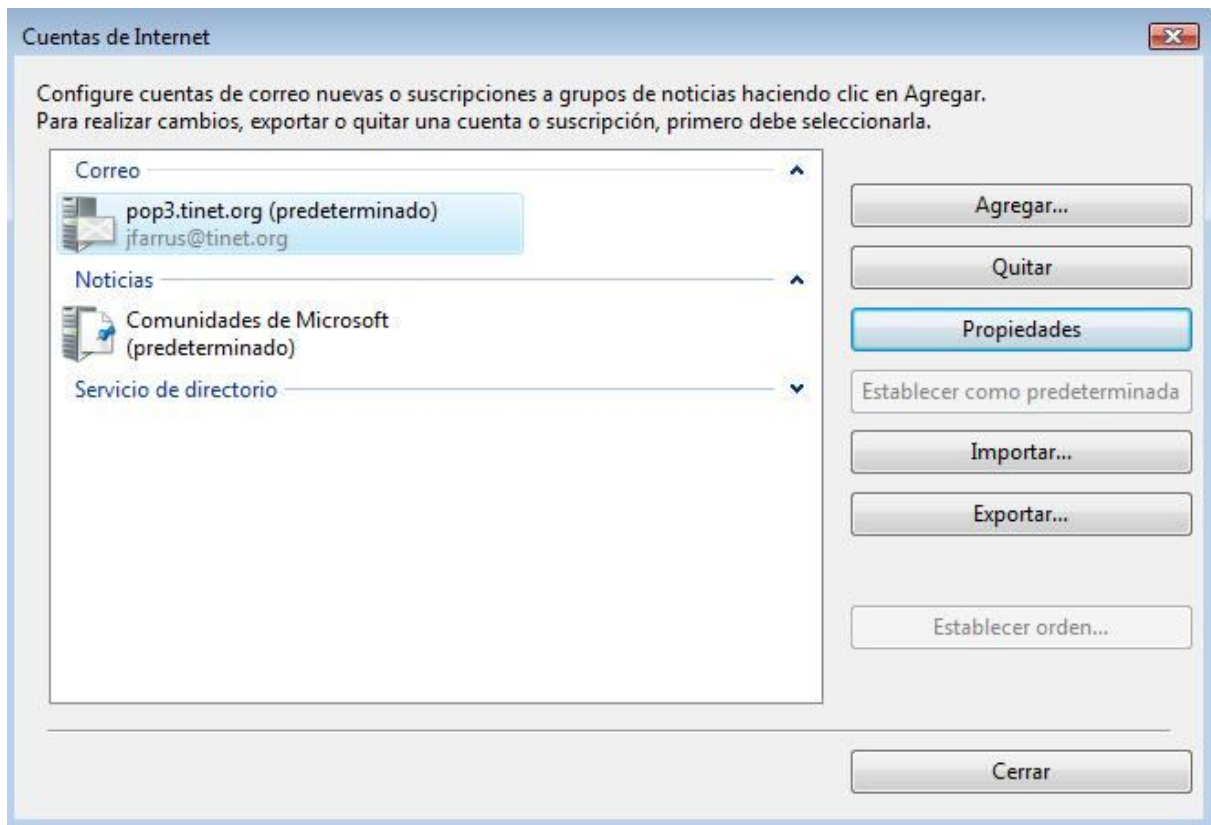 Cuentas de Internet
Configure cuentas de correo nuevas o suscripciones a grupos de noticias haciendo clic en Agregar.
Para realizar cambios, exportar o quitar una cuenta o suscripción, primero debe seleccionarla.
Correo
pop3.tinet.org (predeterminado)
jfarrus@tinet.org
Noticias
Comunidades de Microsoft
(predeterminado)
Servicio de directorio
Agregar...
Quitar
Propiedades
Establecer como predeterminada
Importar...
Exportar...
Establecer orden...
Cerrar